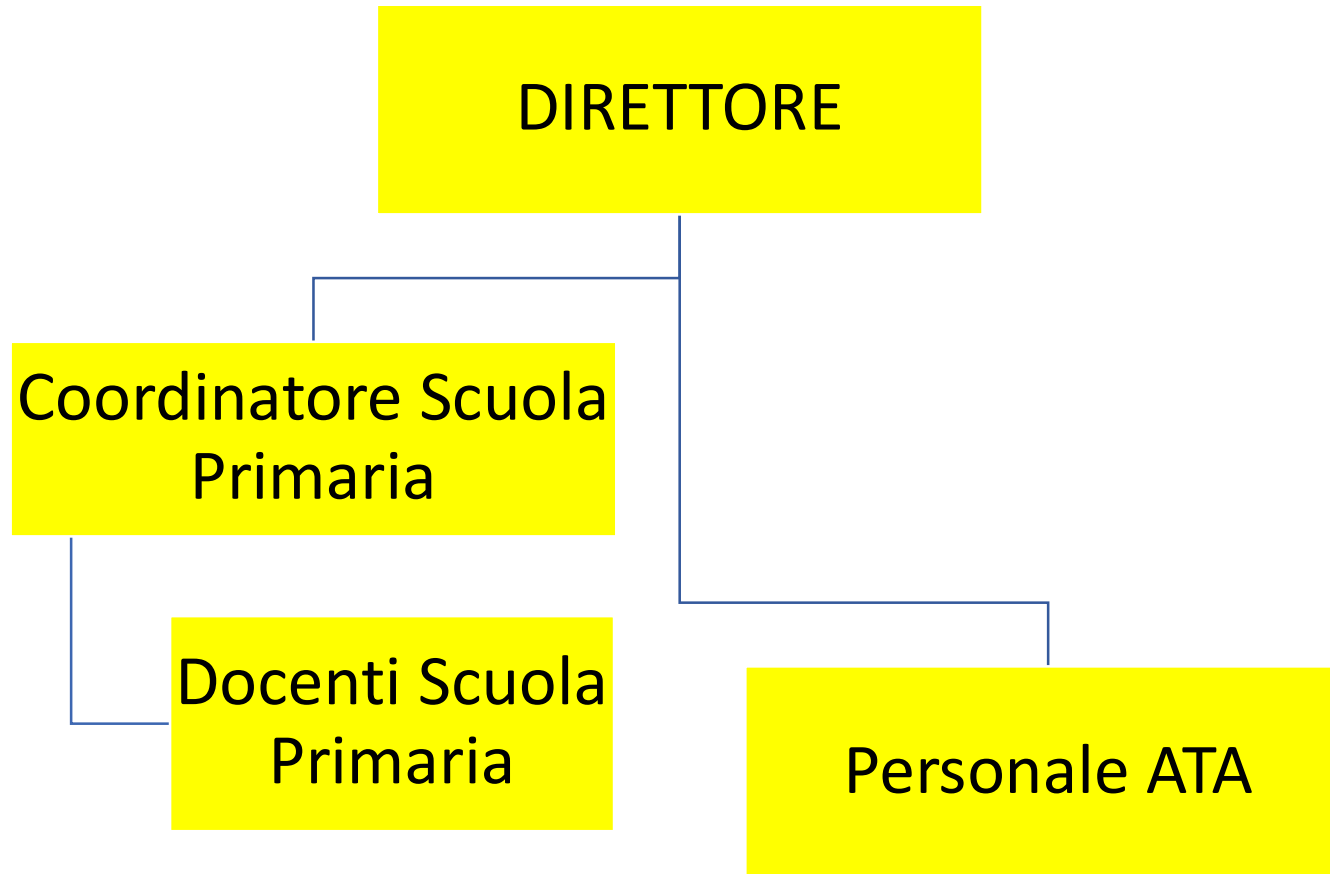 DIRETTORE
Coordinatore Scuola
Primaria
Docenti Scuola
Primaria
Personale ATA